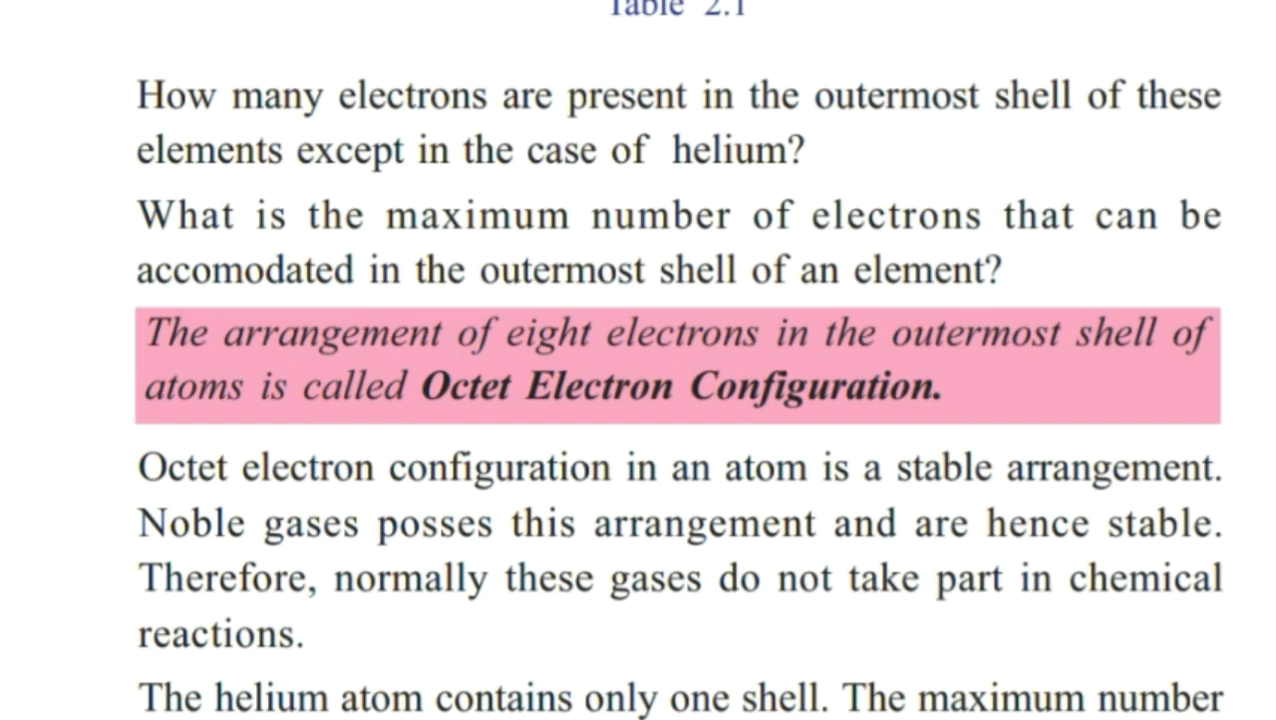 Table 2.1
How many electrons are present in the outermost shell of these
elements except in the case of helium?
What is the maximum number of electrons that can be
accomodated in the outermost shell of an element?
The arrangement of eight electrons in the outermost shell of
atoms is called Octet Electron Configuration.
Octet electron configuration in an atom is a stable arrangement.
Noble gases posses this arrangement and are hence stable.
Therefore, normally these gases do not take part in chemical
reactions.
The helium atom contains only one shell. The maximum number